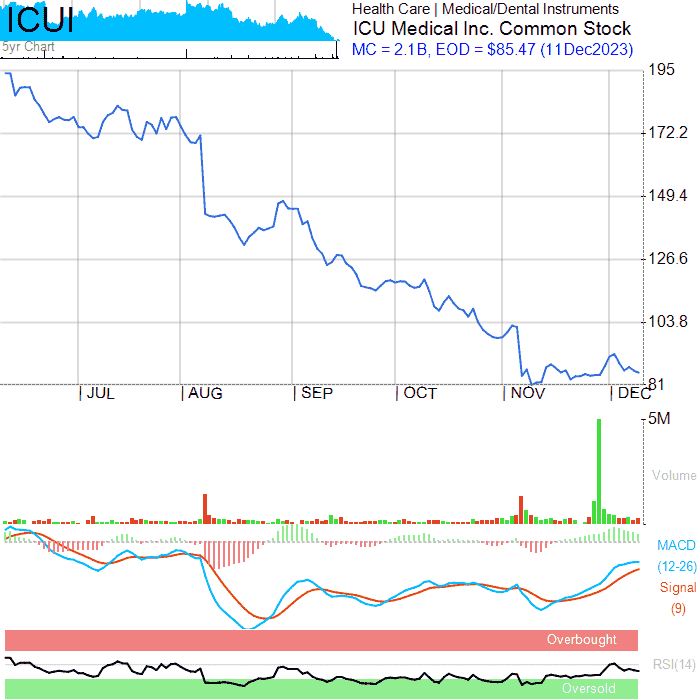 ICUI
5yr Chart
Health Care | Medical/Dental Instruments
ICU Medical Inc. Common Stock
MC = 2.1B, EOD = $85.47 (11Dec2023)
195
172.2
149.4
126.6
103.8
81
JUL
AUG
SEP
OCT
NOV
DEC
5M
Volume
MACD
(12-26)
Signal
(9)
Overbought
RSI(14)
Oversold